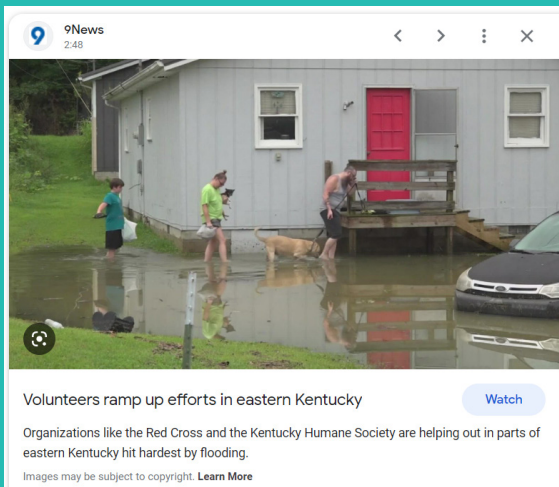 9 9News
2:48
Volunteers ramp up efforts in eastern Kentucky
Watch
Organizations like the Red Cross and the Kentucky Humane Society are helping out in parts of
eastern Kentucky hit hardest by flooding.
Images may be subject to copyright. Learn More